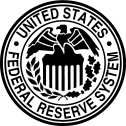 UNITED STATES
FEDERAL RESERVE SYSTEM